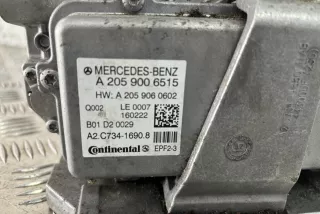 MERCEDES-BENZ
A 205 900 6515
HW: A 205 906 0602
Q002 LE 0007
160222
B01 D2 0029
A2.C734-1690.8
Continental EPF2-3